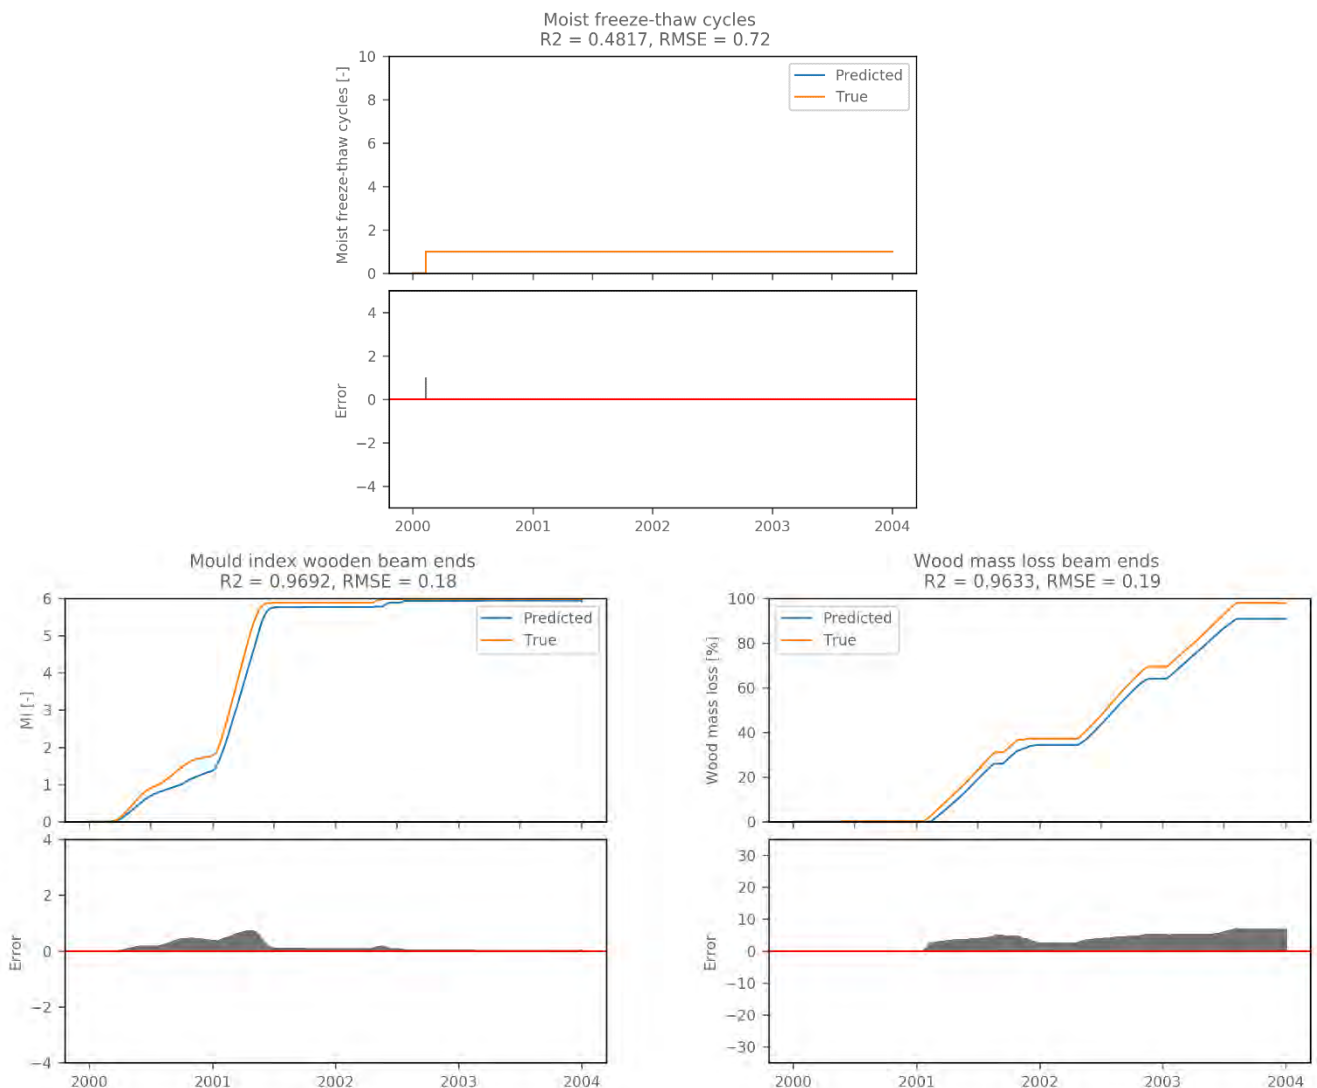 Moist freeze-thaw cycles
R2 = 0.4817, RMSE = 0.72
Moist freeze-thaw cycles [-]
10
8
6
4
2
0
Predicted
True
Error
4
2
0
−2
−4
2000 2001 2002 2003 2004
Mould index wooden beam ends
R2 = 0.9692, RMSE = 0.18
MI [-]
6
5
4
3
2
1
0
Predicted
True
Error
4
2
0
−2
−4
2000 2001 2002 2003 2004
Wood mass loss beam ends
R2 = 0.9633, RMSE = 0.19
Wood mass loss [%]
100
80
60
40
20
0
Predicted
True
Error
30
20
10
0
−10
−20
−30
2000 2001 2002 2003 2004